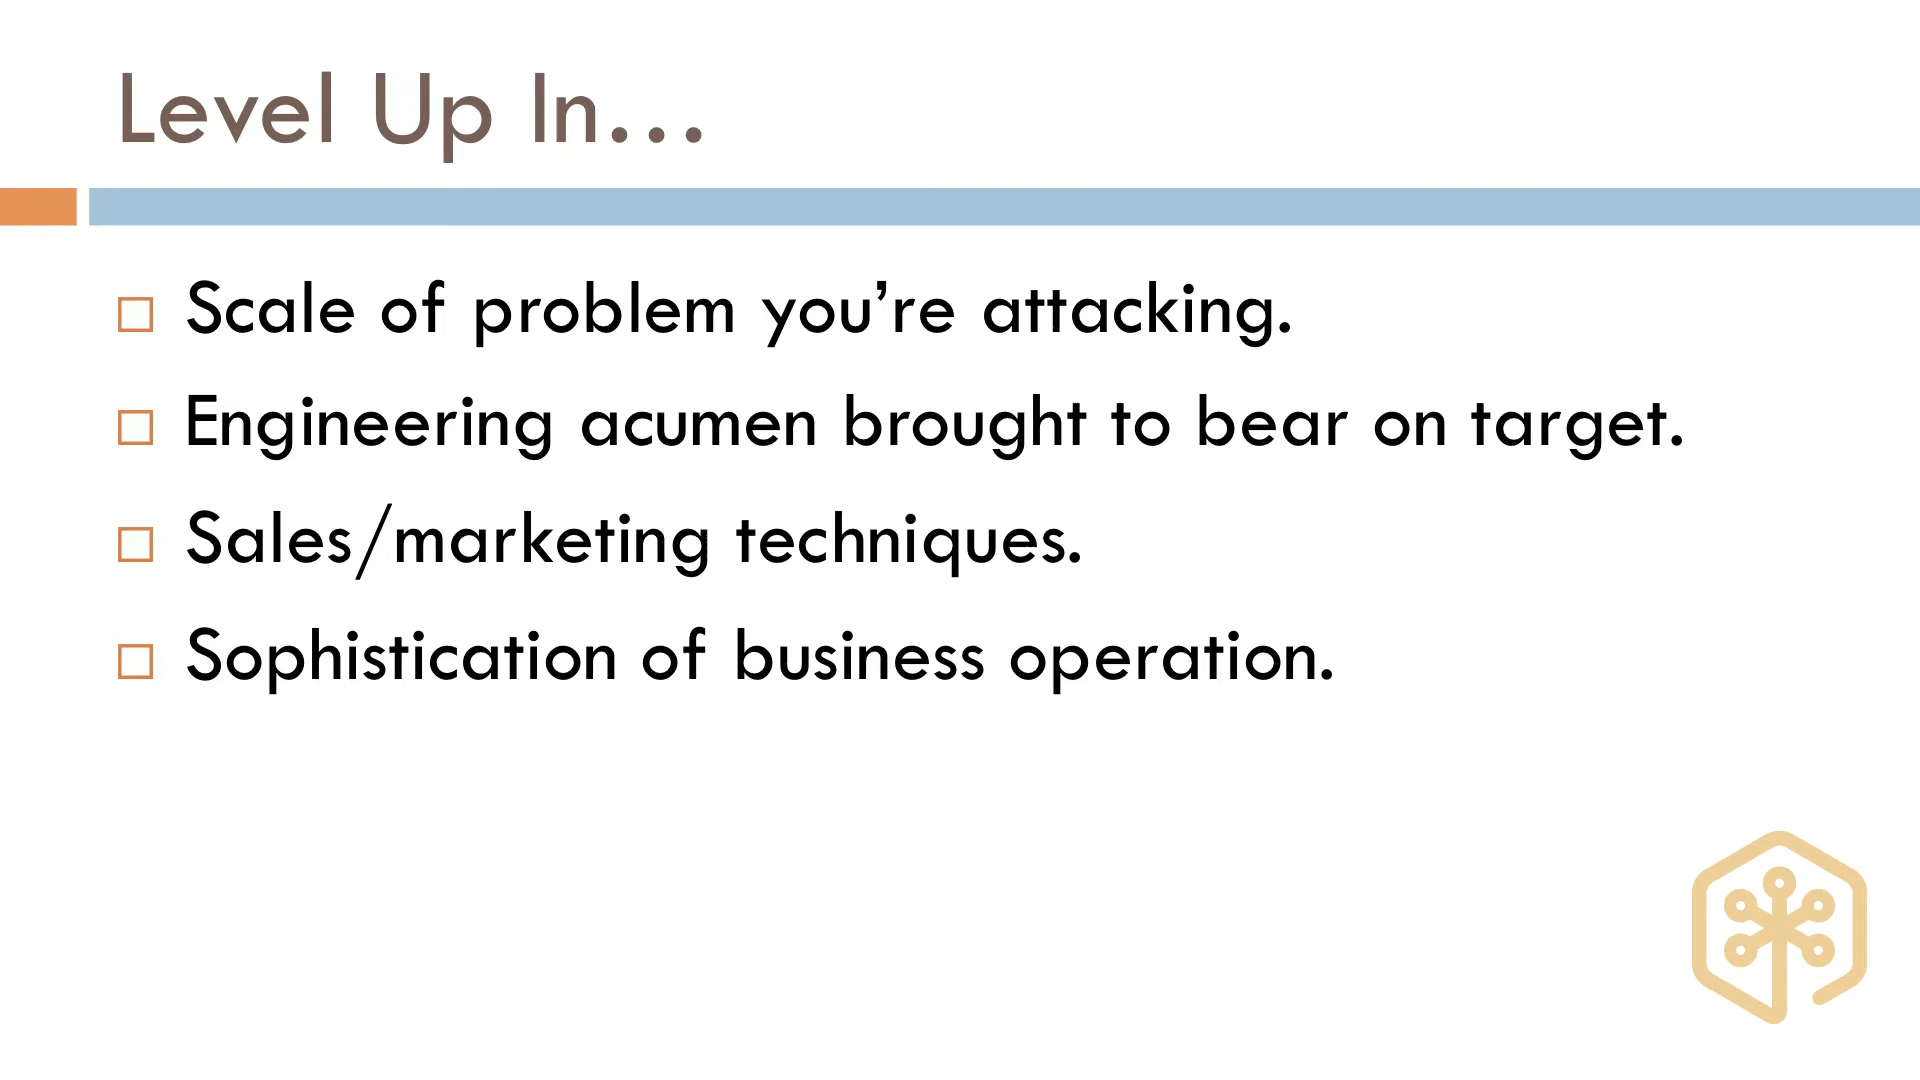 Level Up In…
Scale of problem you’re attacking.
Engineering acumen brought to bear on target.
Sales/marketing techniques.
Sophistication of business operation.